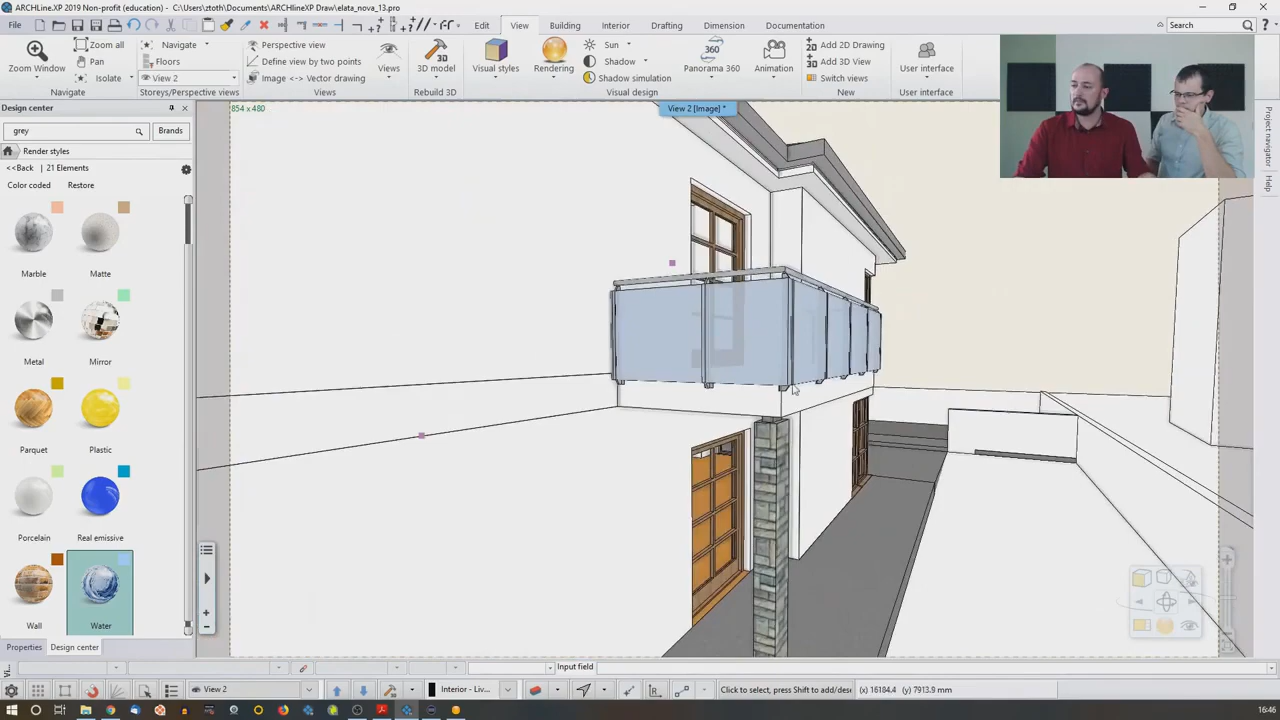 ARCHLine.XP 2019 Non-profit (education) : C:\Users\ztoth\Documents\ARCHlineXP Draw\elata_nova_13.pro
File
Edit
View
Building
Interior
Drafting
Dimension
Documentation
Search
Zoom Window
Zoom all
Pan
Isolate
Navigate
Navigate
Floors
View 2
Storeys/Perspective views
Perspective view
Define view by two points
Image <-> Vector drawing
Views
Views
3D model
Rebuild 3D
Visual styles
Rendering
Sun
Shadow
Shadow simulation
Visual design
Panorama 360
Animation
Add 2D Drawing
Add 3D View
Switch views
New
User interface
User interface
Design center
grey
Brands
Render styles
<<Back | 21 Elements
Color coded
Restore
Marble
Matte
Metal
Mirror
Parquet
Plastic
Porcelain
Real emissive
Wall
Water
Properties
Design center
854 x 480
View 2 [Image] *
Project navigator
Help
Input field
View 2
Interior - Liv...
Click to select, press Shift to add/des
x) 16184.4
y) 7913.9 mm
16:46